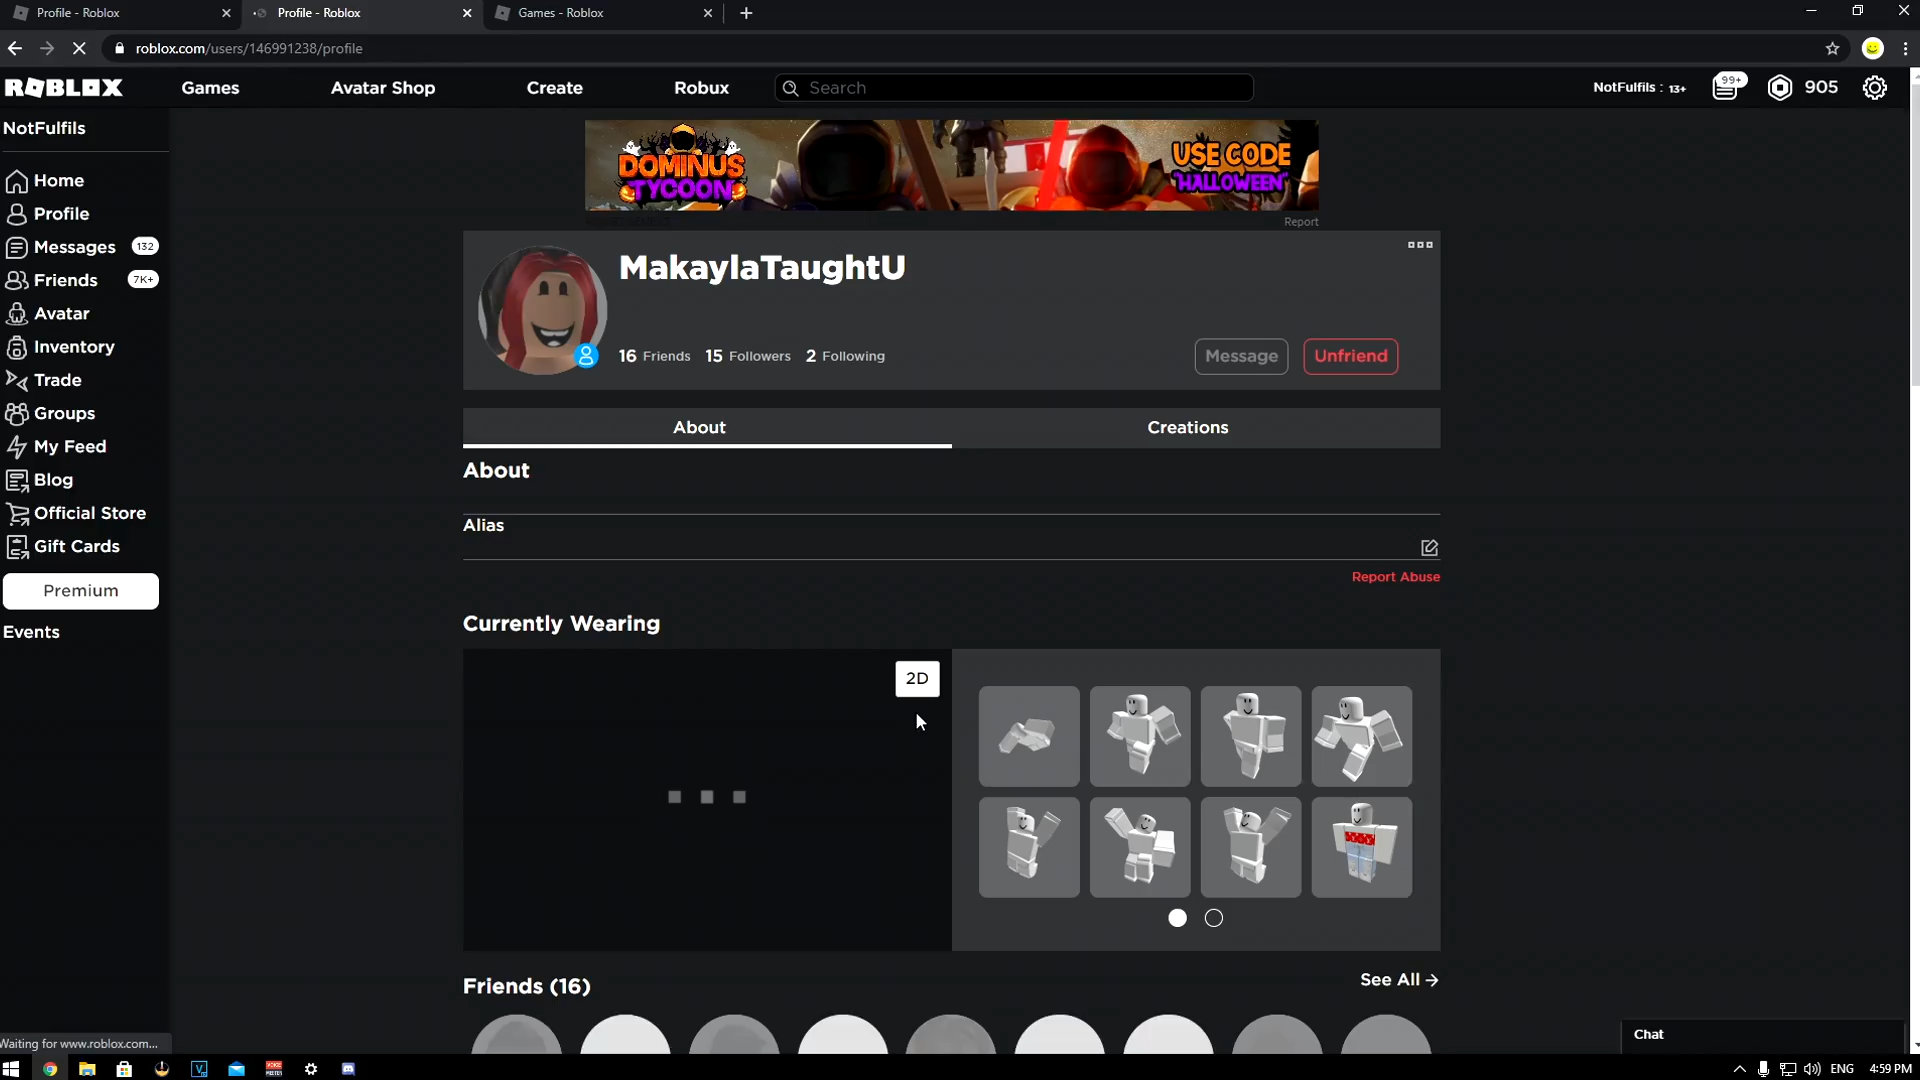 Profile - Roblox
Profile - Roblox
Games - Roblox
roblox.com/users/146991238/profile
ROBLOX
Games
Avatar Shop
Create
Robux
Search
NotFulfils : 13+
99+
905
NotFulfils
Home
Profile
Messages 132
Friends 7K+
Avatar
Inventory
Trade
Groups
My Feed
Blog
Official Store
Gift Cards
Premium
Events
DOMINUS
TYCOON
USE CODE
"HALLOWEEN"
Report
MakaylaTaughtU
16 Friends 15 Followers 2 Following
Message
Unfriend
About
Creations
About
Alias
Report Abuse
Currently Wearing
2D
Friends (16)
See All
Waiting for www.roblox.com...
Chat
ENG
4:59 PM